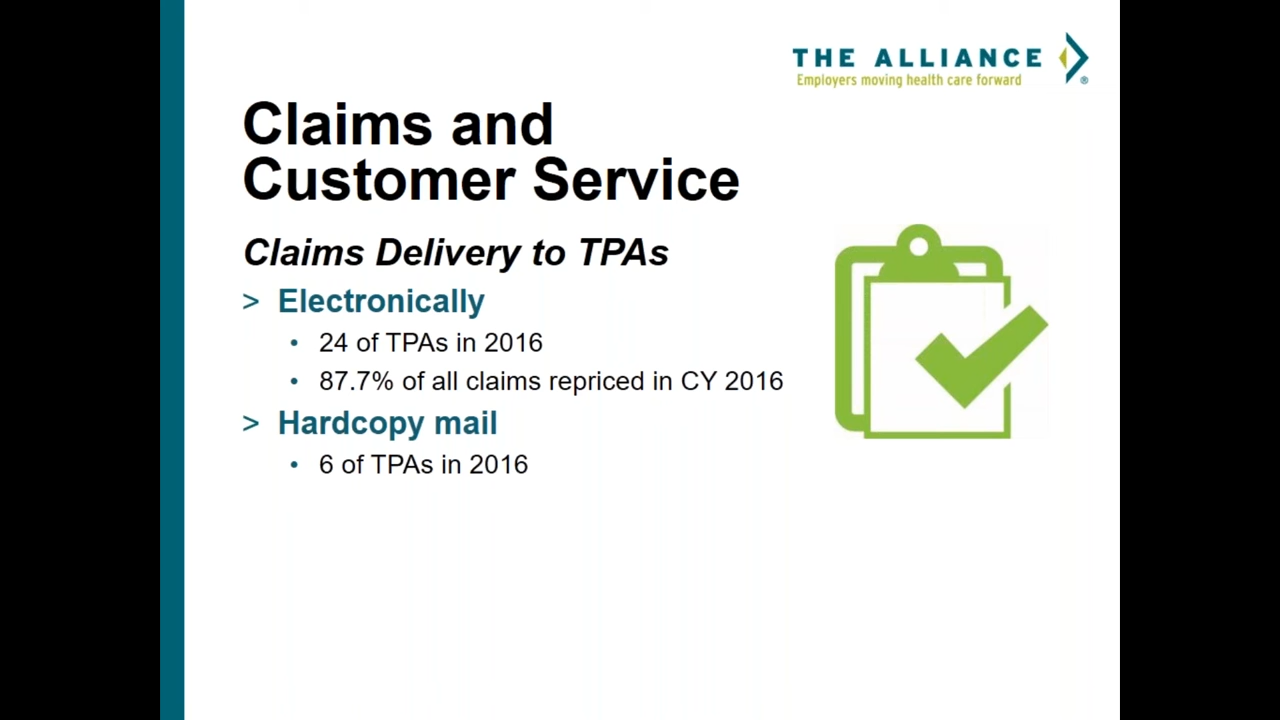 THE ALLIANCE
Employers moving health care forward
®
Claims and
Customer Service
Claims Delivery to TPAs
> Electronically
• 24 of TPAs in 2016
• 87.7% of all claims repriced in CY 2016
> Hardcopy mail
• 6 of TPAs in 2016